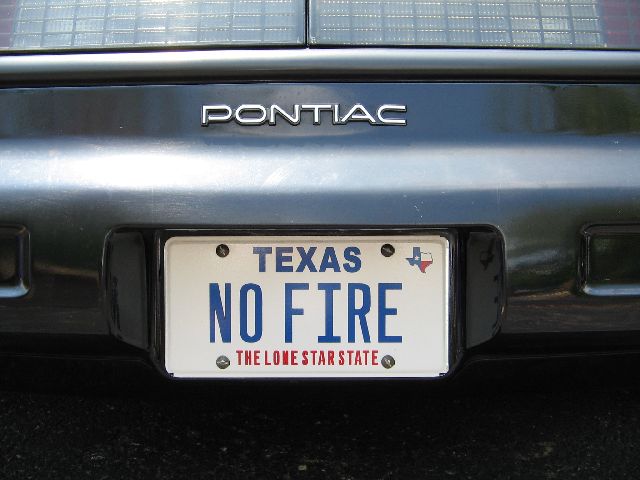 PONTIAC
TEXAS
NO FIRE
THE LONE STAR STATE